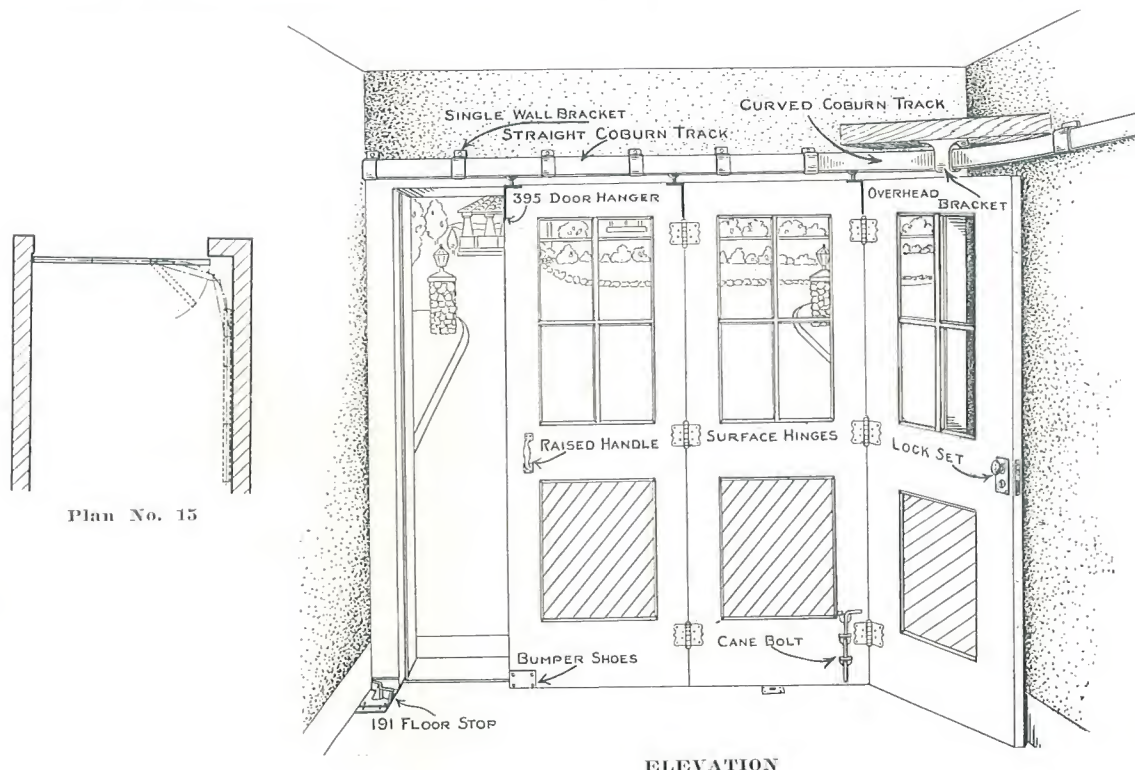 SINGLE WALL BRACKET
STRAIGHT COBURN TRACK
CURVED COBURN TRACK
395 DOOR HANGER
OVERHEAD
BRACKET
RAISED HANDLE
SURFACE HINGES
LOCK SET
Plan No. 15
CANE BOLT
BUMPER SHOES
191 FLOOR STOP
ELEVATION